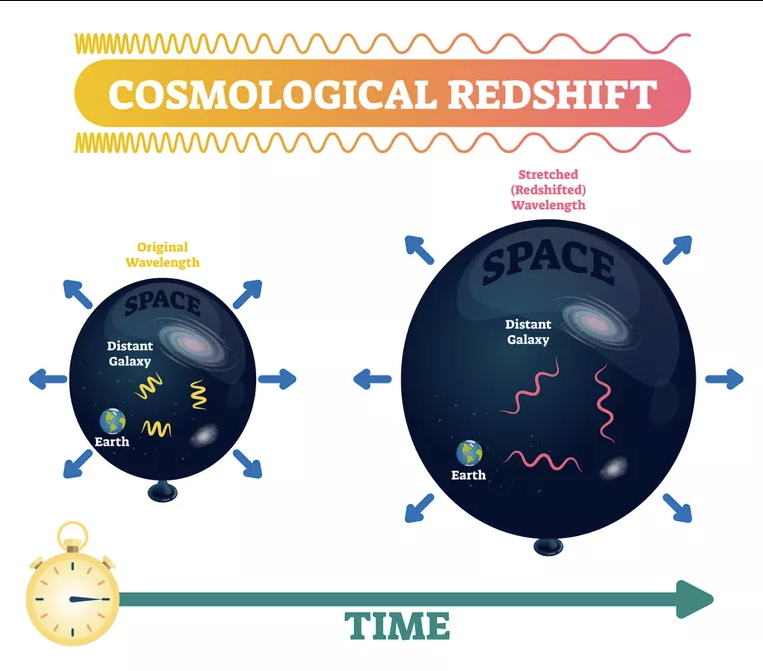 COSMOLOGICAL REDSHIFT
Original
Wavelength
SPACE
Distant
Galaxy
Earth
Stretched
(Redshifted)
Wavelength
SPACE
Distant
Galaxy
Earth
TIME